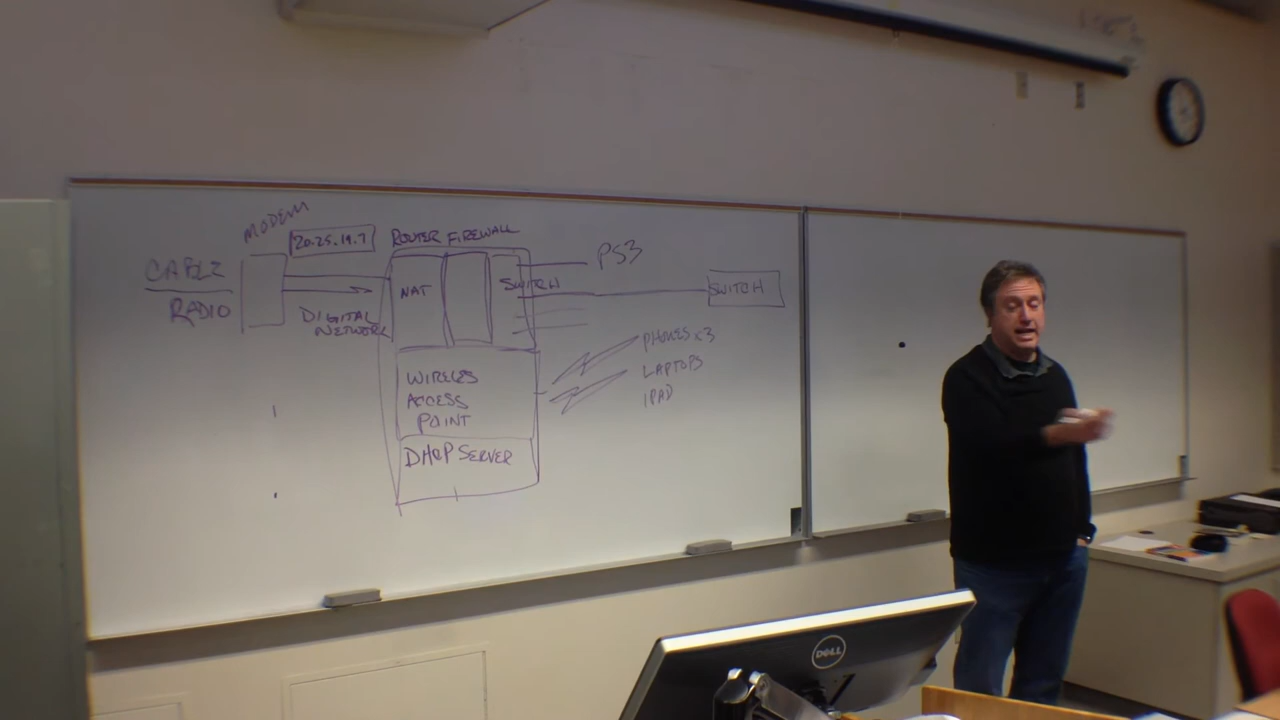 MODEM
20.25.19.7
ROUTER FIREWALL
CABLE
RADIO
DIGITAL
NETWORK
NAT
SWITCH
PS3
SWITCH
WIRELESS
ACCESS
POINT
PHONES x3
LAPTOPS
IPAD
DHCP SERVER
DELL